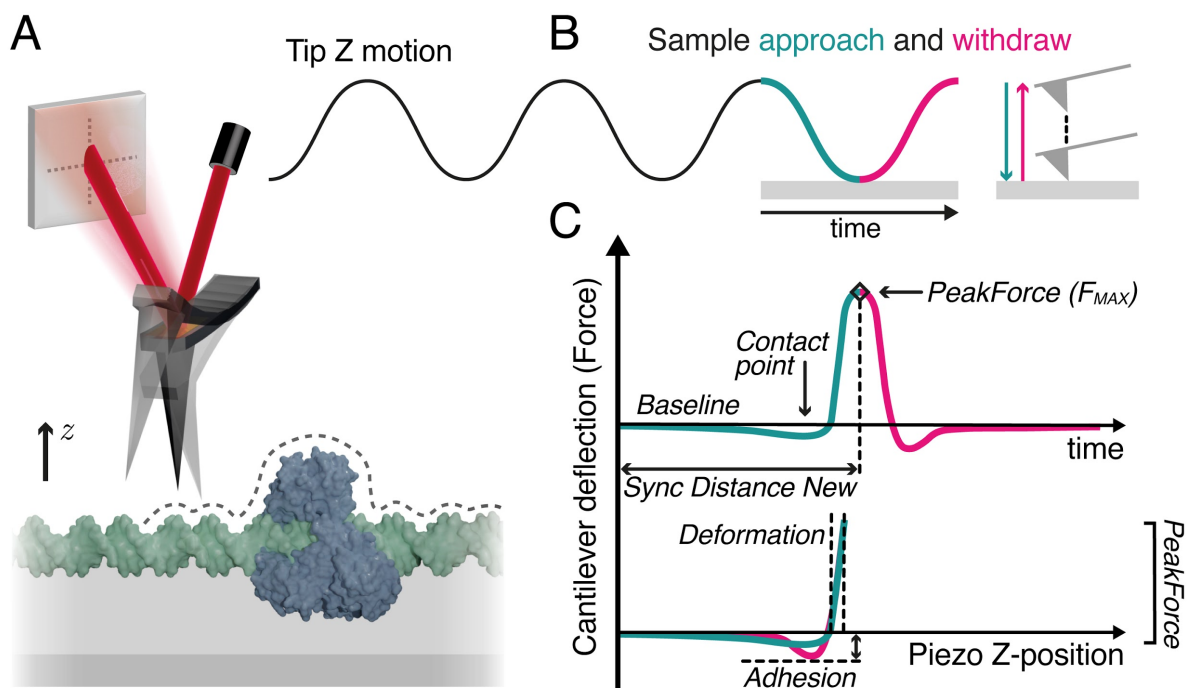 A
Tip Z motion
B
Sample approach and withdraw
time
z
C
Cantilever deflection (Force)
PeakForce (FMAX)
Contact
point
Baseline
time
Sync Distance New
Deformation
PeakForce
Piezo Z-position
Adhesion